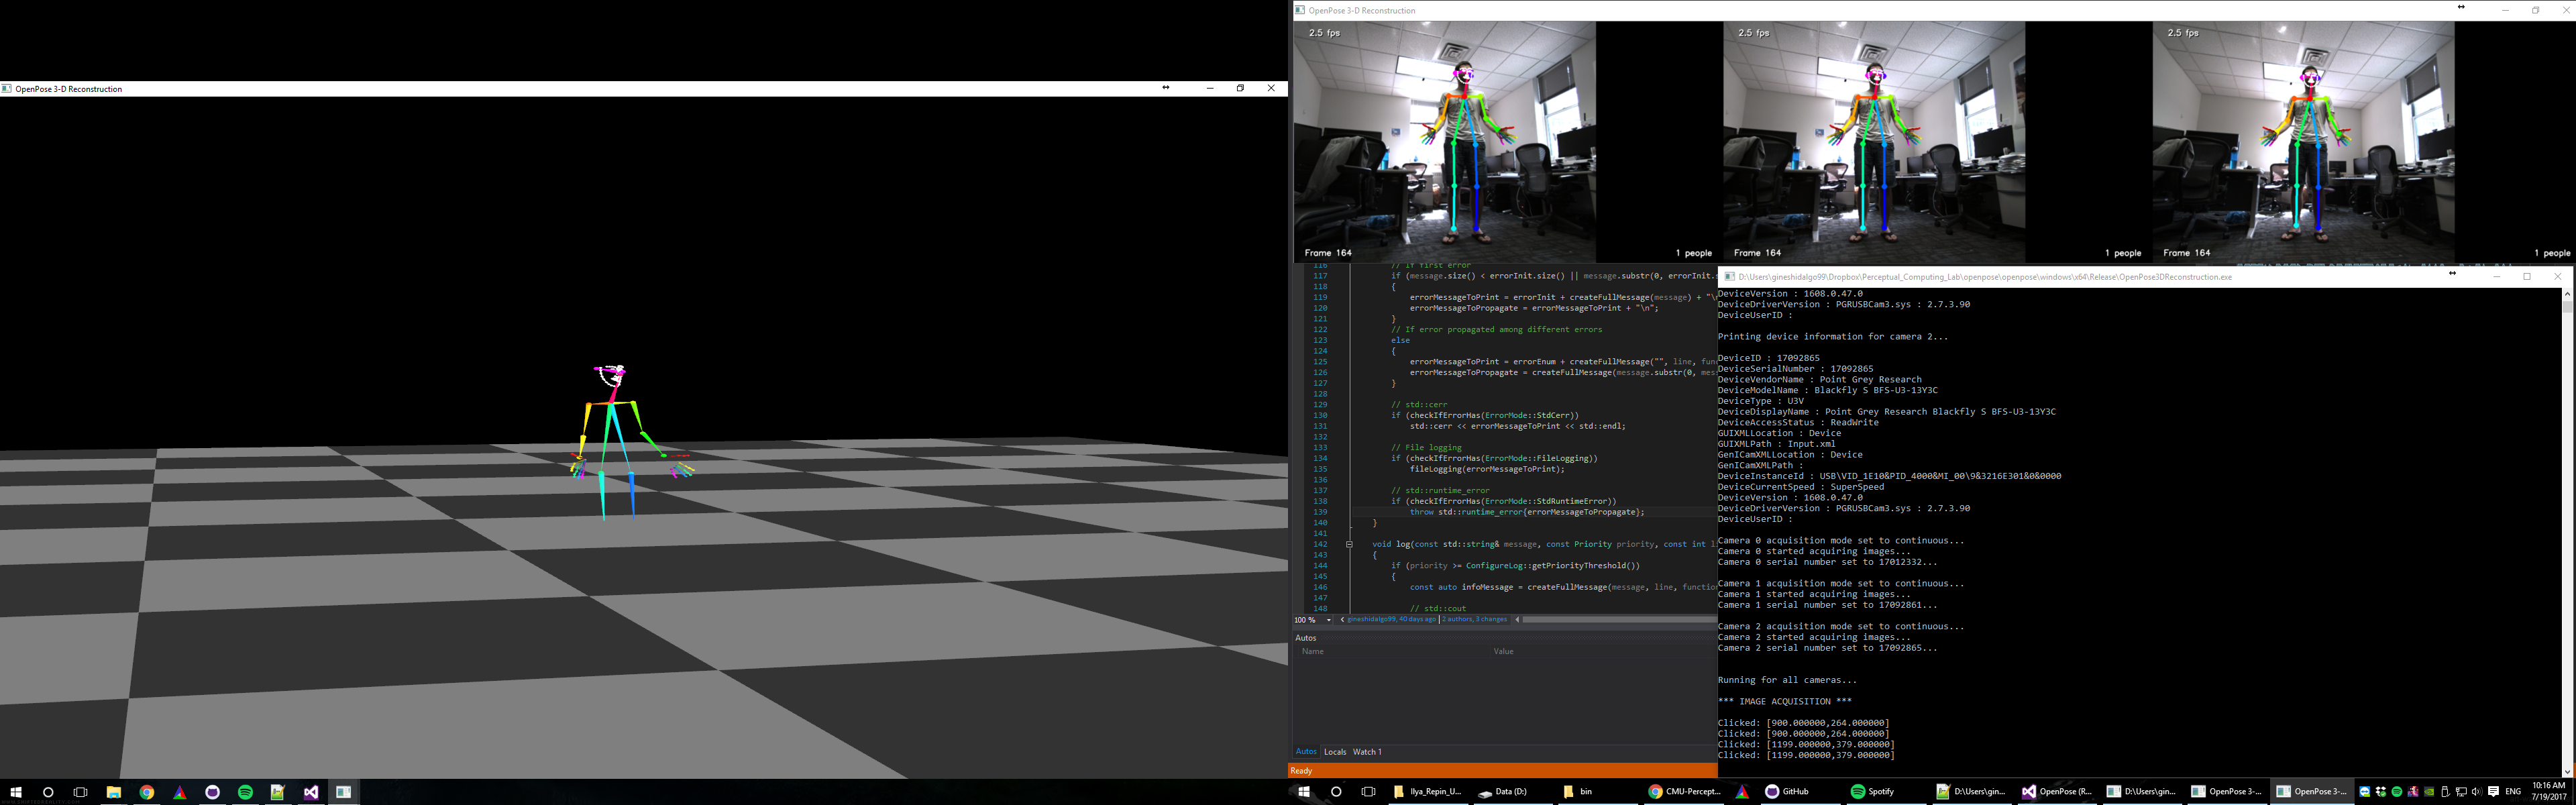 OpenPose 3-D Reconstruction
OpenPose 3-D Reconstruction
2.5 fps
2.5 fps
2.5 fps
Frame 164
1 people
Frame 164
1 people
Frame 164
1 people
116 // If first error
117 if (message.size() < errorInit.size() || message.substr(0, errorInit.s
118 {
119 errorMessageToPrint = errorInit + createFullMessage(message) + "\
120 errorMessageToPropagate = errorMessageToPrint + "\n";
121 }
122 // If error propagated among different errors
123 else
124 {
125 errorMessageToPrint = errorEnum + createFullMessage("", line, fun
126 errorMessageToPropagate = createFullMessage(message.substr(0, mes
127 }
128
129 // std::cerr
130 if (checkIfErrorHas(ErrorMode::StdCerr))
131 std::cerr << errorMessageToPrint << std::endl;
132
133 // File logging
134 if (checkIfErrorHas(ErrorMode::FileLogging))
135 fileLogging(errorMessageToPrint);
136
137 // std::runtime_error
138 if (checkIfErrorHas(ErrorMode::StdRuntimeError))
139 throw std::runtime_error{errorMessageToPropagate};
140 }
141
142 void log(const std::string& message, const Priority priority, const int li
143 {
144 if (priority >= ConfigureLog::getPriorityThreshold())
145 {
146 const auto infoMessage = createFullMessage(message, line, function
147
148 // std::cout
100 % gineshidalgo99, 40 days ago | 2 authors, 3 changes
Autos
Name Value
Autos Locals Watch 1
Ready
D:\Users\gineshidalgo99\Dropbox\Perceptual_Computing_Lab\openpose\openpose\windows\x64\Release\OpenPose3DReconstruction.exe
DeviceVersion : 1608.0.47.0
DeviceDriverVersion : PGRUSBCam3.sys : 2.7.3.90
DeviceUserID :
Printing device information for camera 2...
DeviceID : 17092865
DeviceSerialNumber : 17092865
DeviceVendorName : Point Grey Research
DeviceModelName : Blackfly S BFS-U3-13Y3C
DeviceType : U3V
DeviceDisplayName : Point Grey Research Blackfly S BFS-U3-13Y3C
DeviceAccessStatus : ReadWrite
GUIXMLLocation : Device
GUIXMLPath : Input.xml
GenICamXMLLocation : Device
GenICamXMLPath :
DeviceInstanceId : USB\VID_1E10&PID_4000&MI_00\9&3216E301&0&0000
DeviceCurrentSpeed : SuperSpeed
DeviceVersion : 1608.0.47.0
DeviceDriverVersion : PGRUSBCam3.sys : 2.7.3.90
DeviceUserID :
Camera 0 acquisition mode set to continuous...
Camera 0 started acquiring images...
Camera 0 serial number set to 17012332...
Camera 1 acquisition mode set to continuous...
Camera 1 started acquiring images...
Camera 1 serial number set to 17092861...
Camera 2 acquisition mode set to continuous...
Camera 2 started acquiring images...
Camera 2 serial number set to 17092865...
Running for all cameras...
*** IMAGE ACQUISITION ***
Clicked: [900.000000,264.000000]
Clicked: [900.000000,264.000000]
Clicked: [1199.000000,379.000000]
Clicked: [1199.000000,379.000000]
Ilya_Repin_U... Data (D:) bin CMU-Percept... GitHub Spotify D:\Users\gin... OpenPose (R... D:\Users\gin... OpenPose 3-... OpenPose 3-... ENG 10:16 AM
7/19/2017